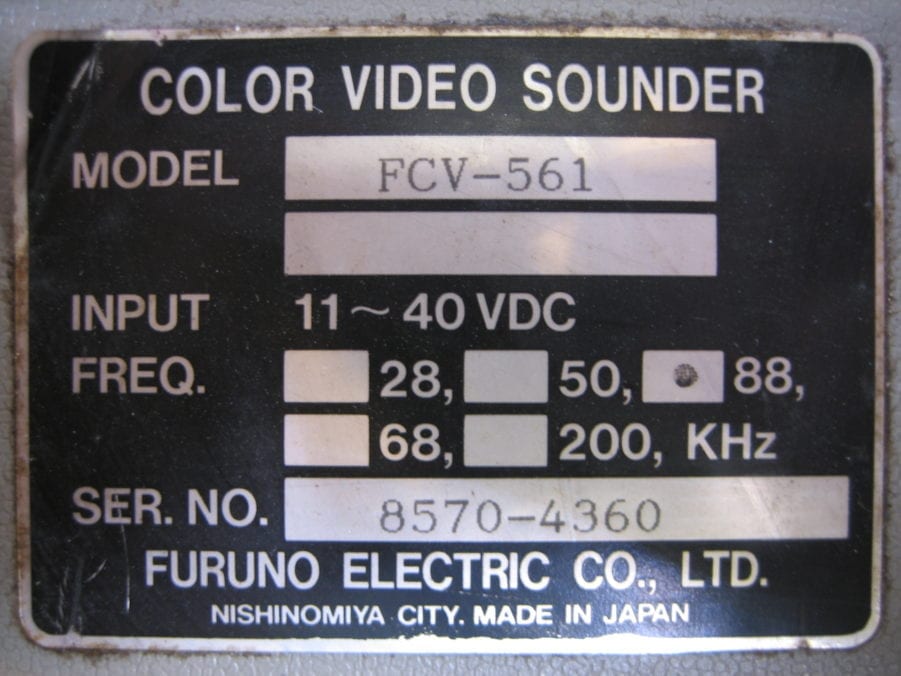 COLOR VIDEO SOUNDER
MODEL FCV-561
INPUT 11~40 VDC
FREQ. 28, 50, 88,
68, 200, KHz
SER. NO. 8570-4360
FURUNO ELECTRIC CO., LTD.
NISHINOMIYA CITY. MADE IN JAPAN